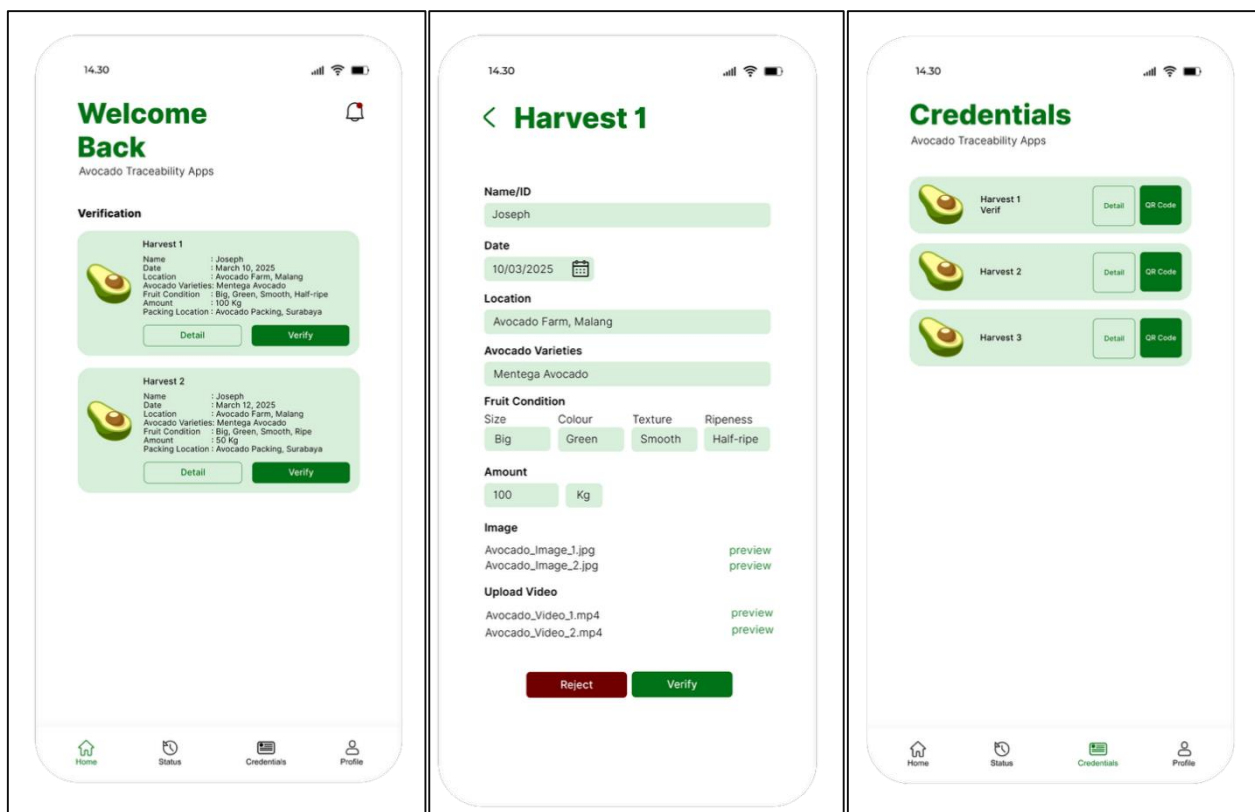 14.30
Welcome
Back
Avocado Traceability Apps
Verification
Harvest 1
Name : Joseph
Date : March 10, 2025
Location : Avocado Farm, Malang
Avocado Varieties: Mentega Avocado
Fruit Condition : Big, Green, Smooth, Half-ripe
Amount : 100 Kg
Packing Location : Avocado Packing, Surabaya
Detail Verify
Harvest 2
Name : Joseph
Date : March 12, 2025
Location : Avocado Farm, Malang
Avocado Varieties: Mentega Avocado
Fruit Condition : Big, Green, Smooth, Ripe
Amount : 50 Kg
Packing Location : Avocado Packing, Surabaya
Detail Verify
Home Status Credentials Profile
14.30
Harvest 1
Name/ID
Joseph
Date
10/03/2025
Location
Avocado Farm, Malang
Avocado Varieties
Mentega Avocado
Fruit Condition
Size Colour Texture Ripeness
Big Green Smooth Half-ripe
Amount
100 Kg
Image
Avocado_Image_1.jpg preview
Avocado_Image_2.jpg preview
Upload Video
Avocado_Video_1.mp4 preview
Avocado_Video_2.mp4 preview
Reject Verify
14.30
Credentials
Avocado Traceability Apps
Harvest 1
Verif
Detail QR Code
Harvest 2 Detail QR Code
Harvest 3 Detail QR Code
Home Status Credentials Profile